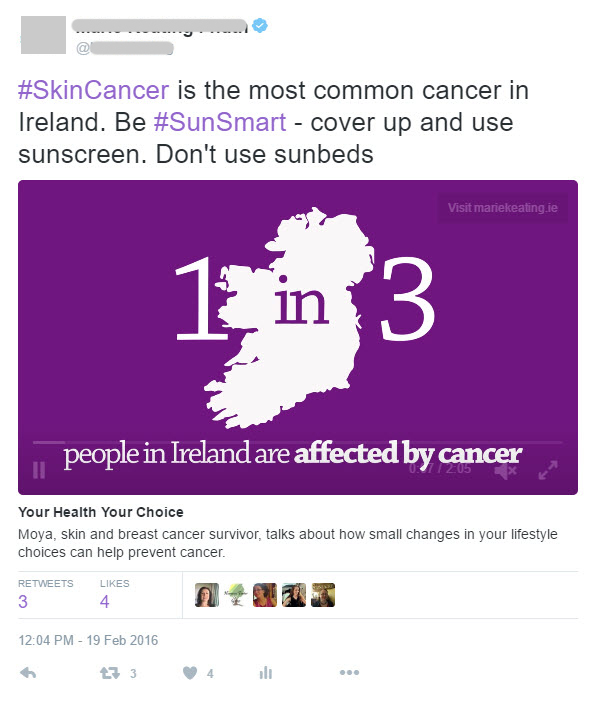 @
#SkinCancer is the most common cancer in
Ireland. Be #SunSmart - cover up and use
sunscreen. Don't use sunbeds
Visit mariekeating.ie
1 in 3
people in Ireland are affected by cancer
0:07 / 2:05
Your Health Your Choice
Moya, skin and breast cancer survivor, talks about how small changes in your lifestyle
choices can help prevent cancer.
RETWEETS LIKES
3 4
12:04 PM - 19 Feb 2016
3 4